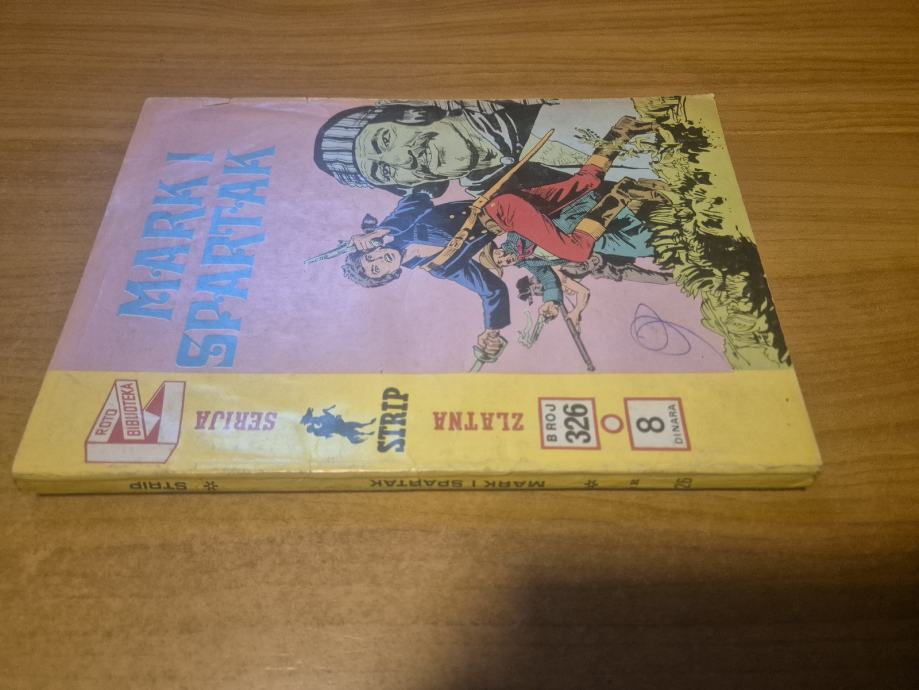 MARK I
SPARTAK
ROTO
BIBLIOTEKA
ZLATNA
SERIJA
STRIP
BROJ
326
8
DINARA
STRIP * MARK I SPARTAK *